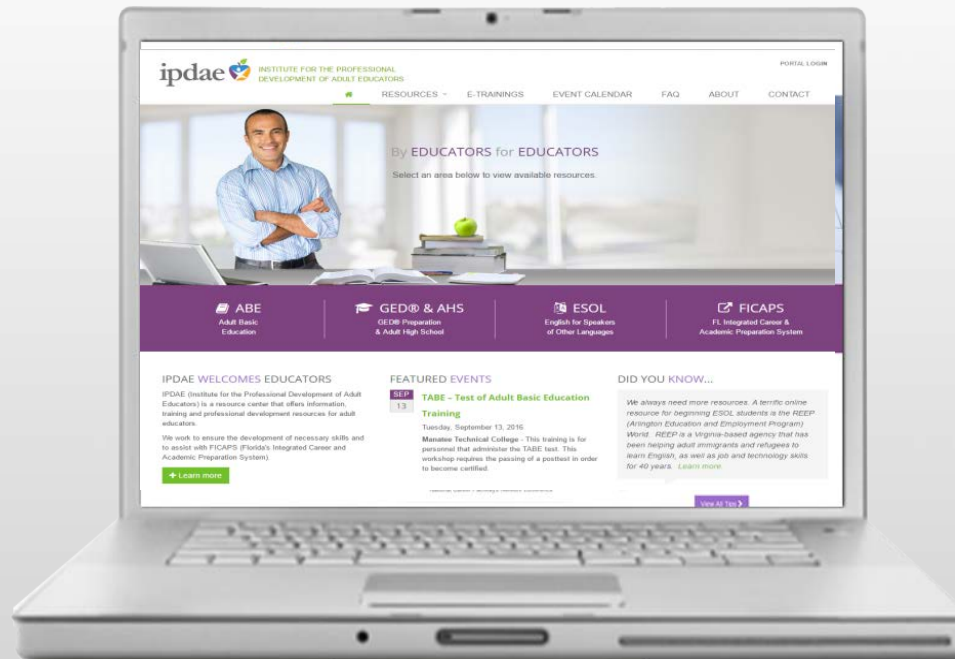 ipdae
INSTITUTE FOR THE PROFESSIONAL
DEVELOPMENT OF ADULT EDUCATORS
PORTAL LOGIN
RESOURCES
E-TRAININGS
EVENT CALENDAR
FAQ
ABOUT
CONTACT
By EDUCATORS for EDUCATORS
Select an area below to view available resources.
ABE
Adult Basic
Education
GED® & AHS
GED® Preparation
& Adult High School
ESOL
English for Speakers
of Other Languages
FICAPS
FL Integrated Career &
Academic Preparation System
IPDAE WELCOMES EDUCATORS
IPDAE (Institute for the Professional Development of Adult
Educators) is a resource center that offers information,
training and professional development resources for adult
educators.
We work to ensure the development of necessary skills and
to assist with FICAPS (Florida's Integrated Career and
Academic Preparation System).
+ Learn more
FEATURED EVENTS
SEP
13
TABE – Test of Adult Basic Education
Training
Tuesday, September 13, 2016
Manatee Technical College - This training is for
personnel that administer the TABE test. This
workshop requires the passing of a posttest in order
to become certified.
DID YOU KNOW...
We always need more resources. A terrific online
resource for beginning ESOL students is the REEP
(Arlington Education and Employment Program)
World. REEP is a Virginia-based agency that has
been helping adult immigrants and refugees to
learn English, as well as job and technology skills
for 40 years. Learn more.
View All Tips